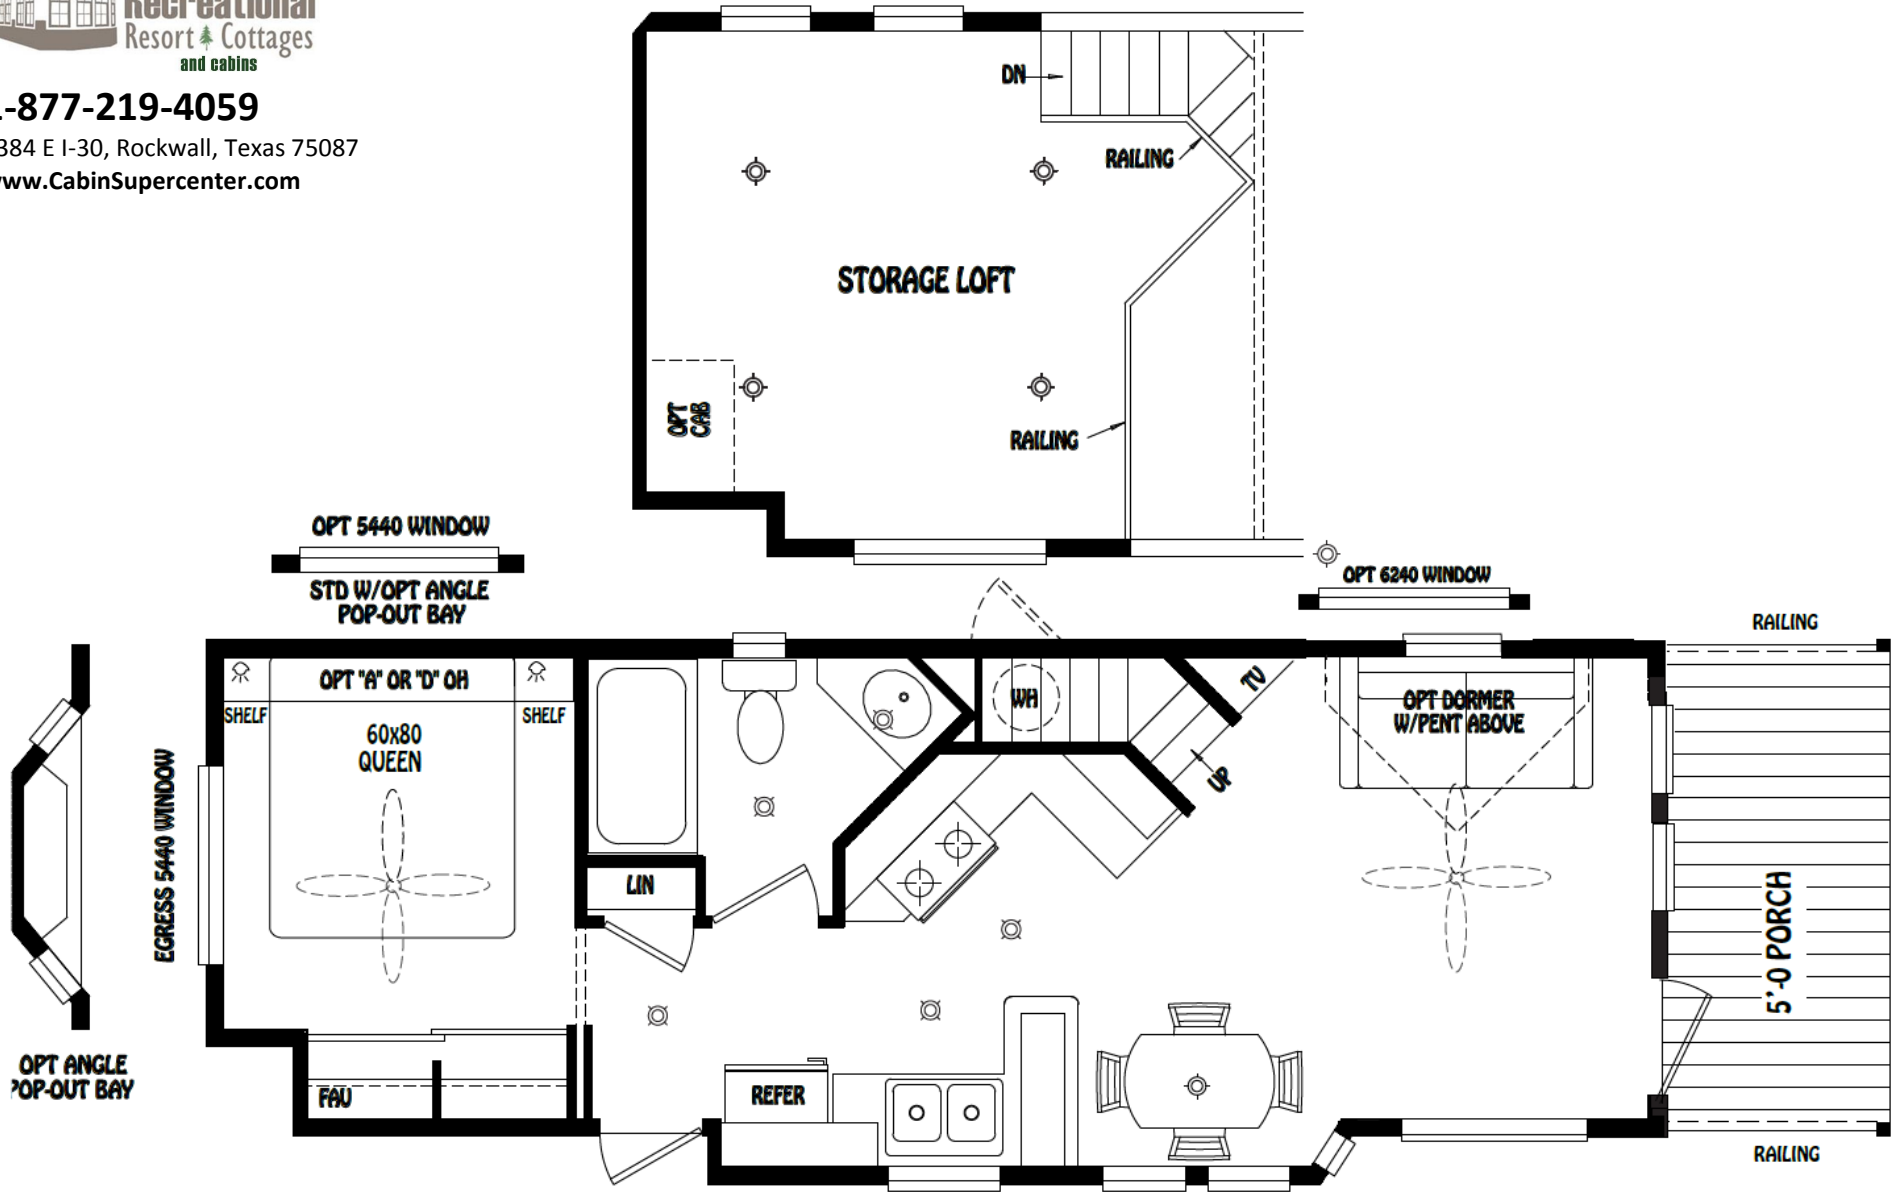 Recreational
Resort Cottages
and cabins
-877-219-4059
384 E I-30, Rockwall, Texas 75087
www.CabinSupercenter.com
DN
RAILING
STORAGE LOFT
OPT
CAB
RAILING
OPT 5440 WINDOW
STD W/OPT ANGLE
POP-OUT BAY
OPT 6240 WINDOW
RAILING
OPT "A" OR "D" OH
SHELF
SHELF
60x80
QUEEN
EGRESS 5440 WINDOW
WH
TV
UP
OPT DORMER
W/PENT ABOVE
LIN
5'-0 PORCH
OPT ANGLE
POP-OUT BAY
FAU
REFER
RAILING